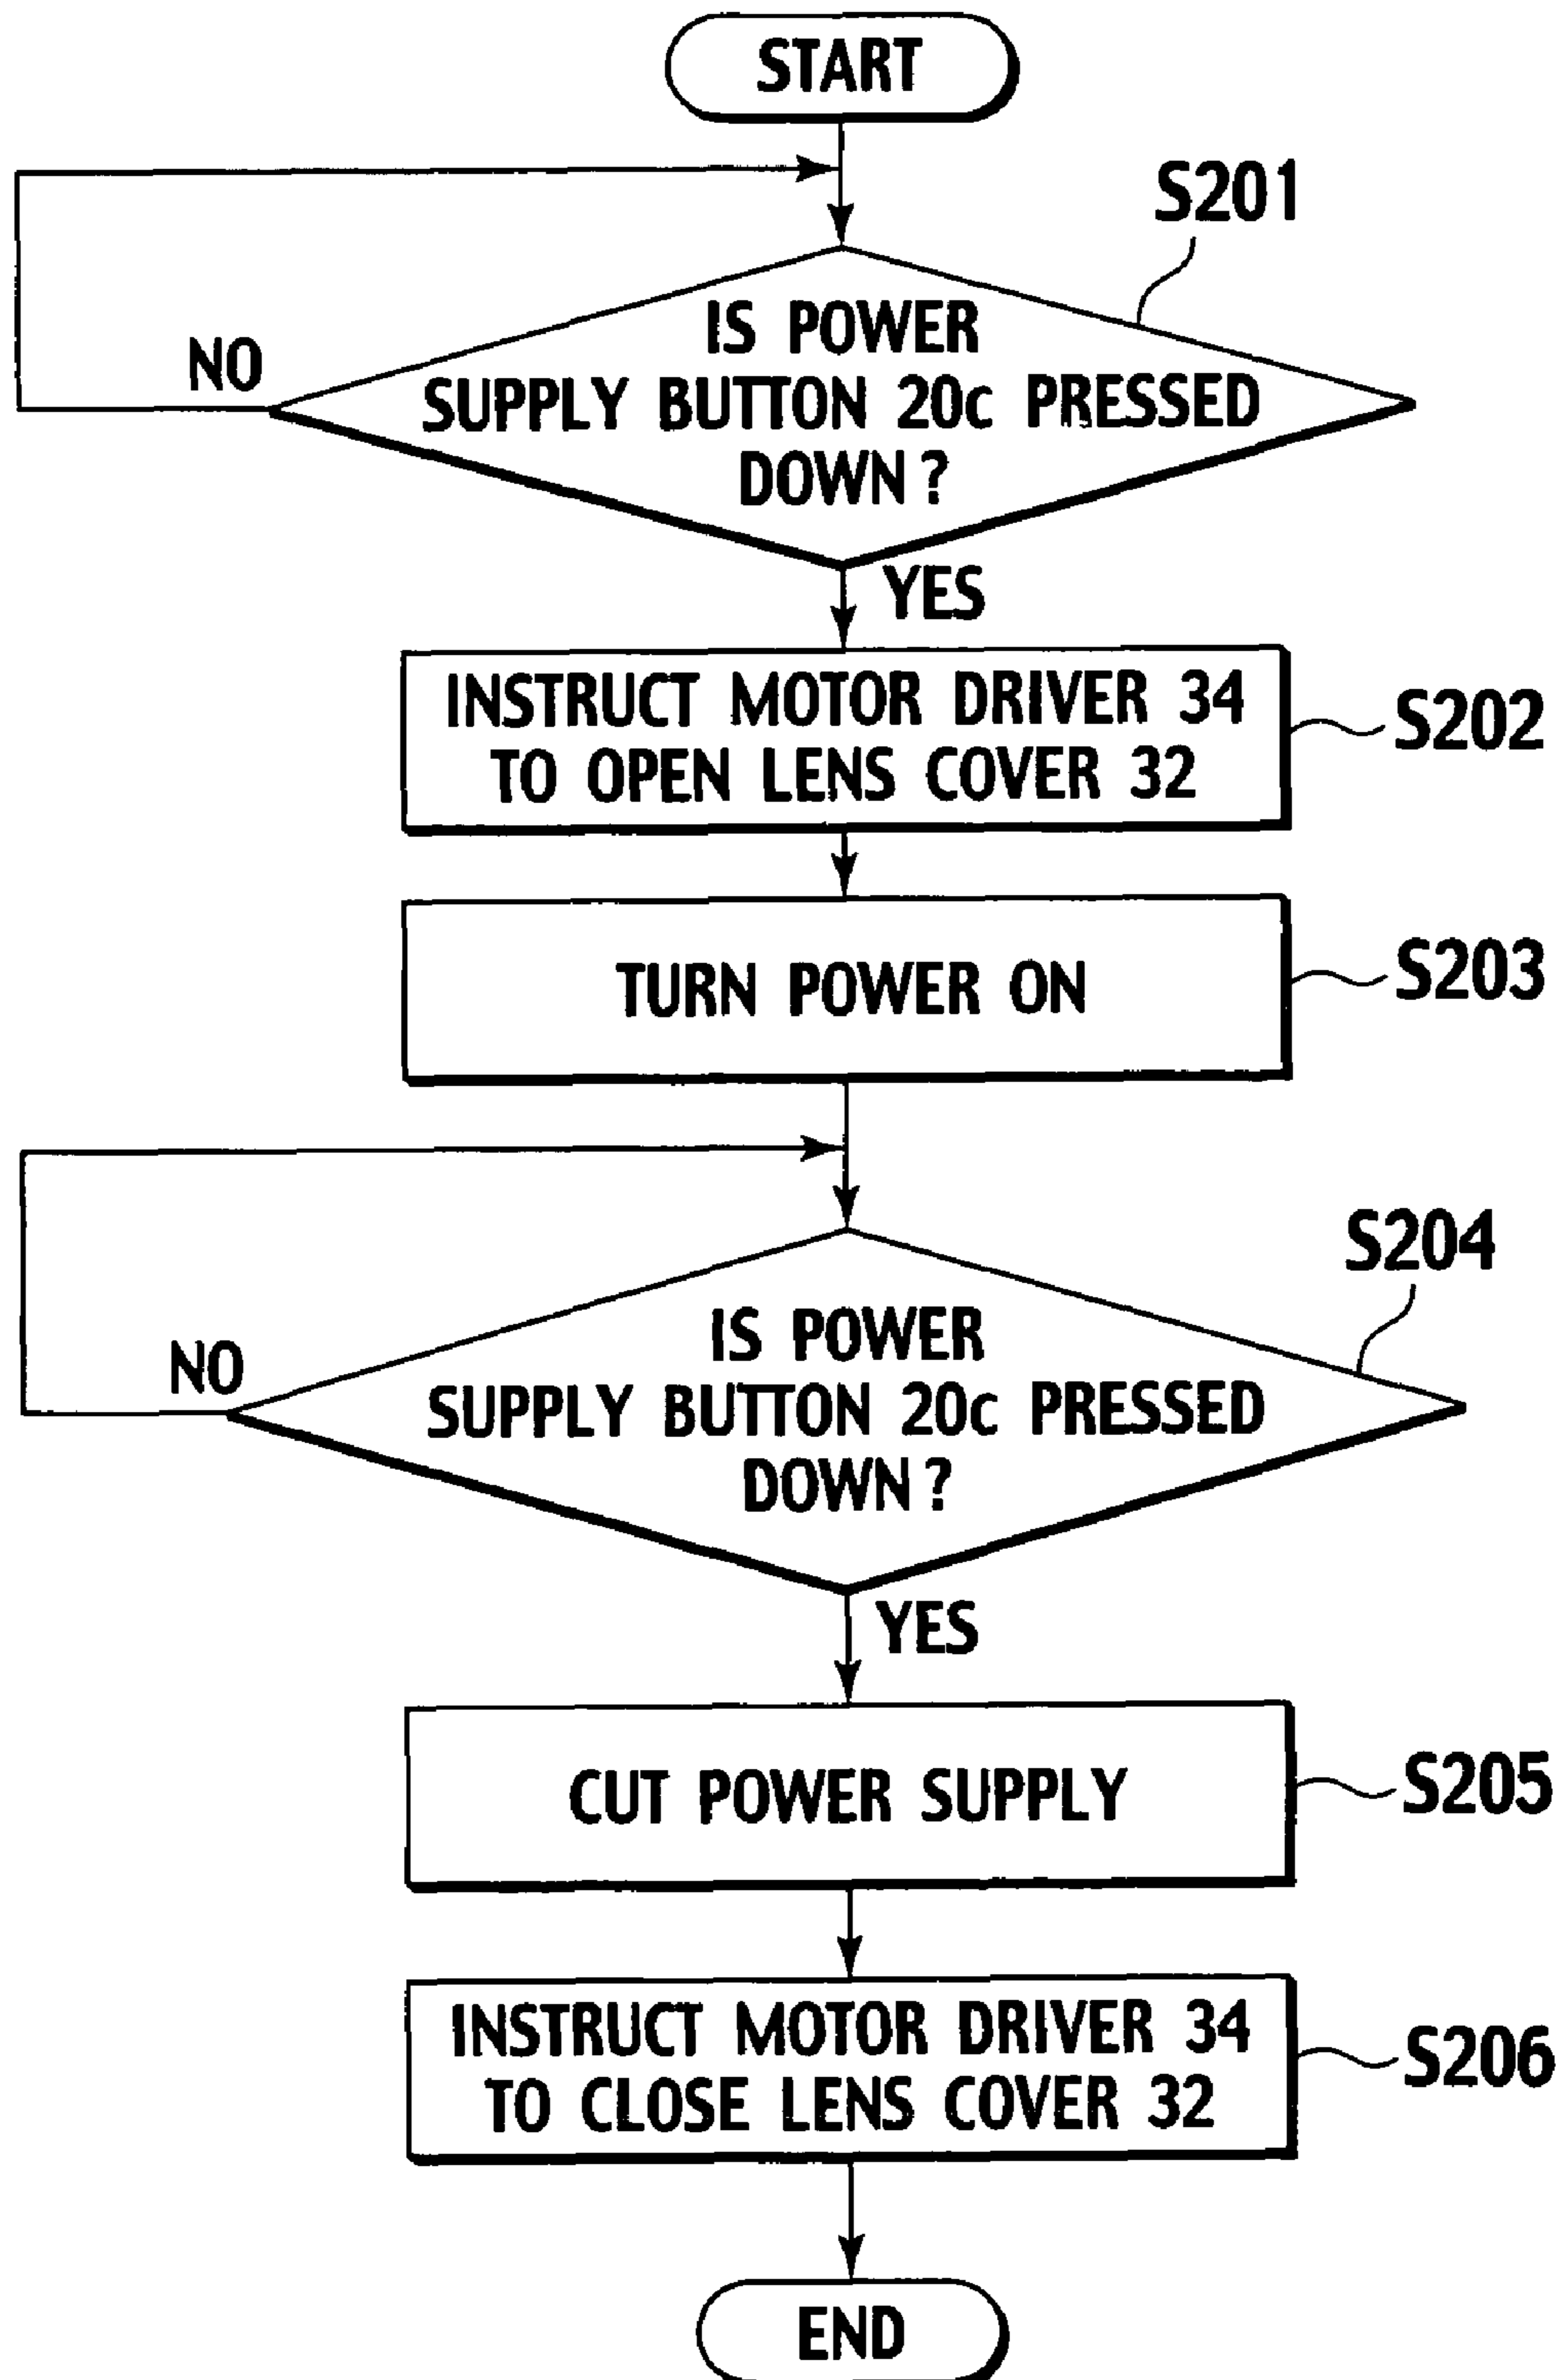 START
S201
IS POWER
NO
SUPPLY BUTTON 20c PRESSED
DOWN?
YES
INSTRUCT MOTOR DRIVER 34
TO OPEN LENS COVER 32
S202
TURN POWER ON
S203
S204
IS POWER
NO
SUPPLY BUTTON 20c PRESSED
DOWN?
YES
CUT POWER SUPPLY
S205
INSTRUCT MOTOR DRIVER 34
TO CLOSE LENS COVER 32
S206
END